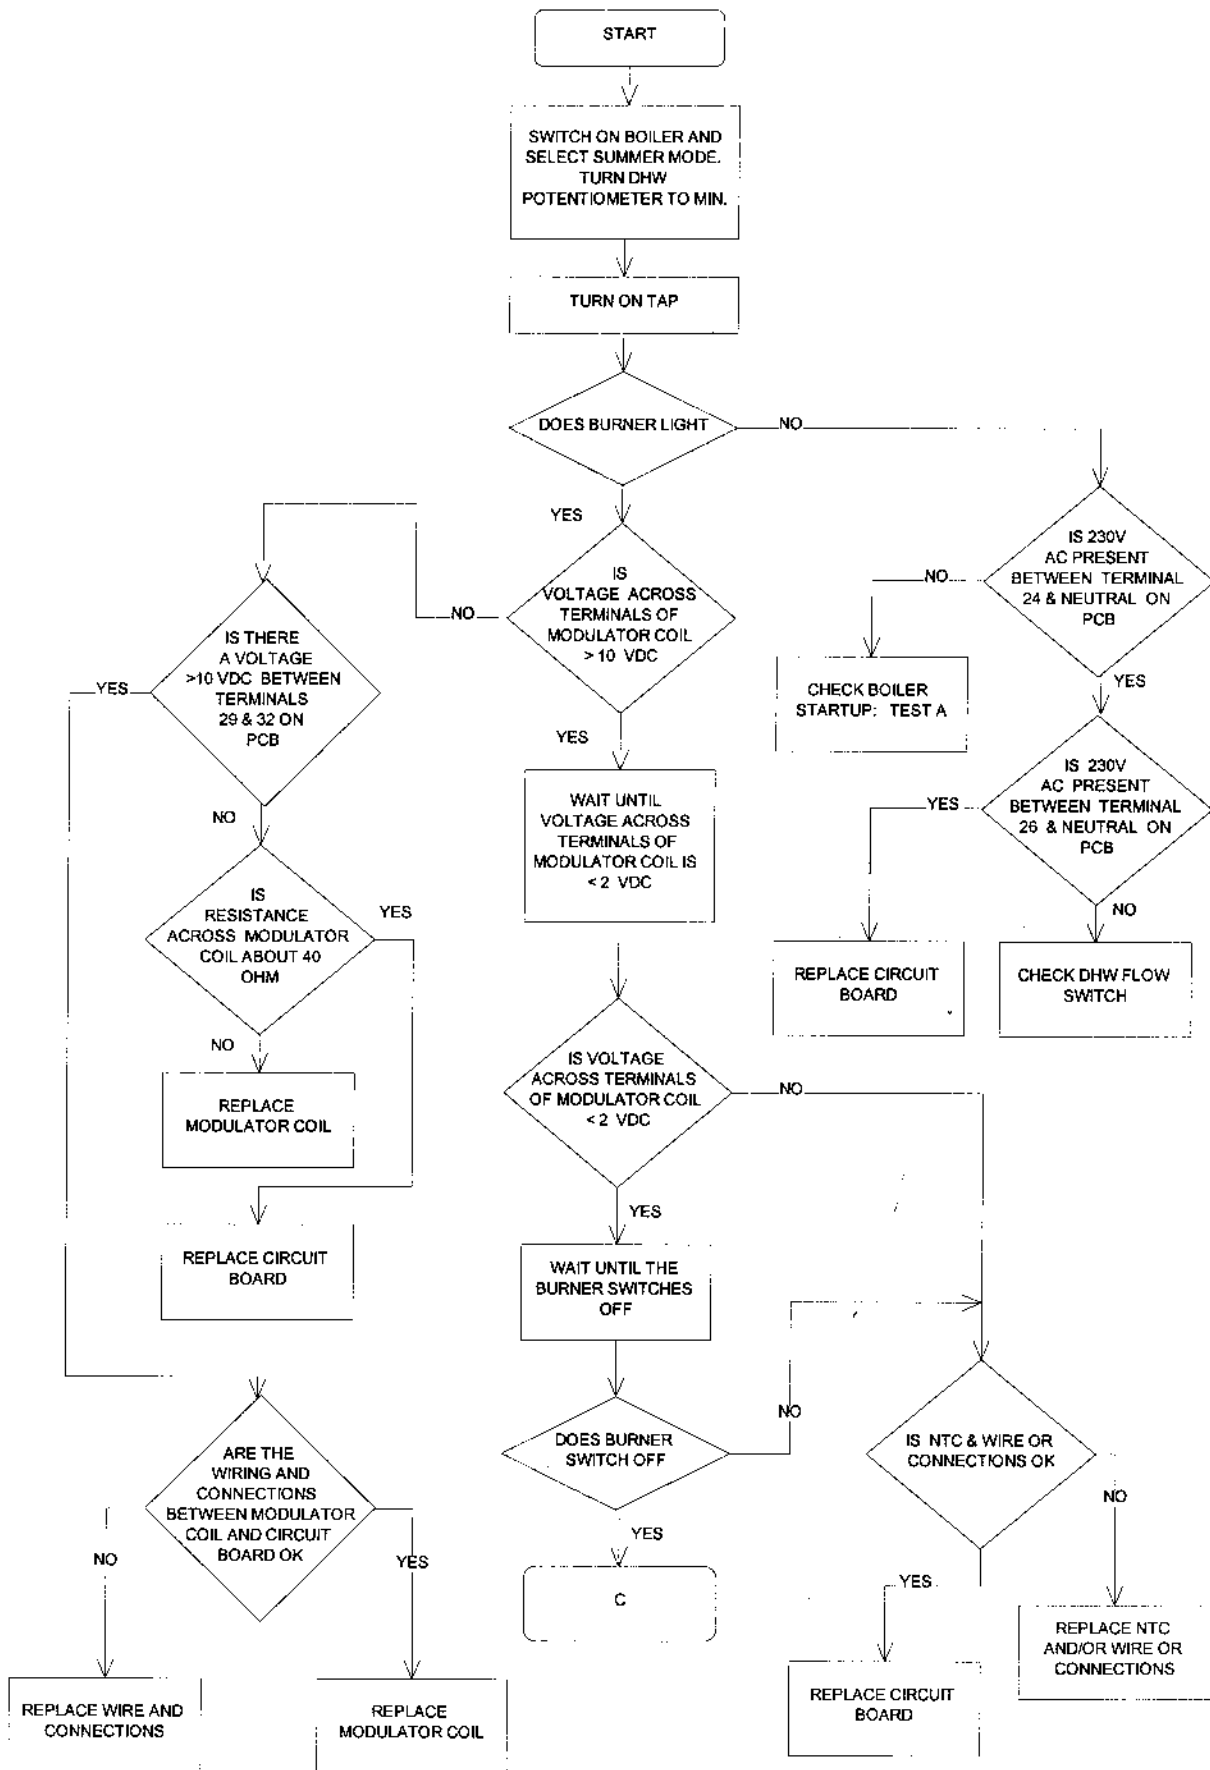 START
SWITCH ON BOILER AND
SELECT SUMMER MODE.
TURN DHW
POTENTIOMETER TO MIN.
TURN ON TAP
DOES BURNER LIGHT
NO
YES
IS
VOLTAGE ACROSS
TERMINALS OF
MODULATOR COIL
> 10 VDC
NO
YES
IS 230V
AC PRESENT
BETWEEN TERMINAL
24 & NEUTRAL ON
PCB
NO
YES
CHECK BOILER
STARTUP: TEST A
IS 230V
AC PRESENT
BETWEEN TERMINAL
26 & NEUTRAL ON
PCB
YES
NO
REPLACE CIRCUIT
BOARD
CHECK DHW FLOW
SWITCH
IS THERE
A VOLTAGE
>10 VDC BETWEEN
TERMINALS
29 & 32 ON
PCB
YES
NO
IS
RESISTANCE
ACROSS MODULATOR
COIL ABOUT 40
OHM
YES
NO
REPLACE
MODULATOR COIL
REPLACE CIRCUIT
BOARD
WAIT UNTIL
VOLTAGE ACROSS
TERMINALS OF
MODULATOR COIL IS
< 2 VDC
IS VOLTAGE
ACROSS TERMINALS
OF MODULATOR COIL
< 2 VDC
NO
YES
WAIT UNTIL THE
BURNER SWITCHES
OFF
DOES BURNER
SWITCH OFF
NO
YES
C
IS NTC & WIRE OR
CONNECTIONS OK
NO
YES
REPLACE NTC
AND/OR WIRE OR
CONNECTIONS
REPLACE CIRCUIT
BOARD
ARE THE
WIRING AND
CONNECTIONS
BETWEEN MODULATOR
COIL AND CIRCUIT
BOARD OK
NO
YES
REPLACE WIRE AND
CONNECTIONS
REPLACE
MODULATOR COIL